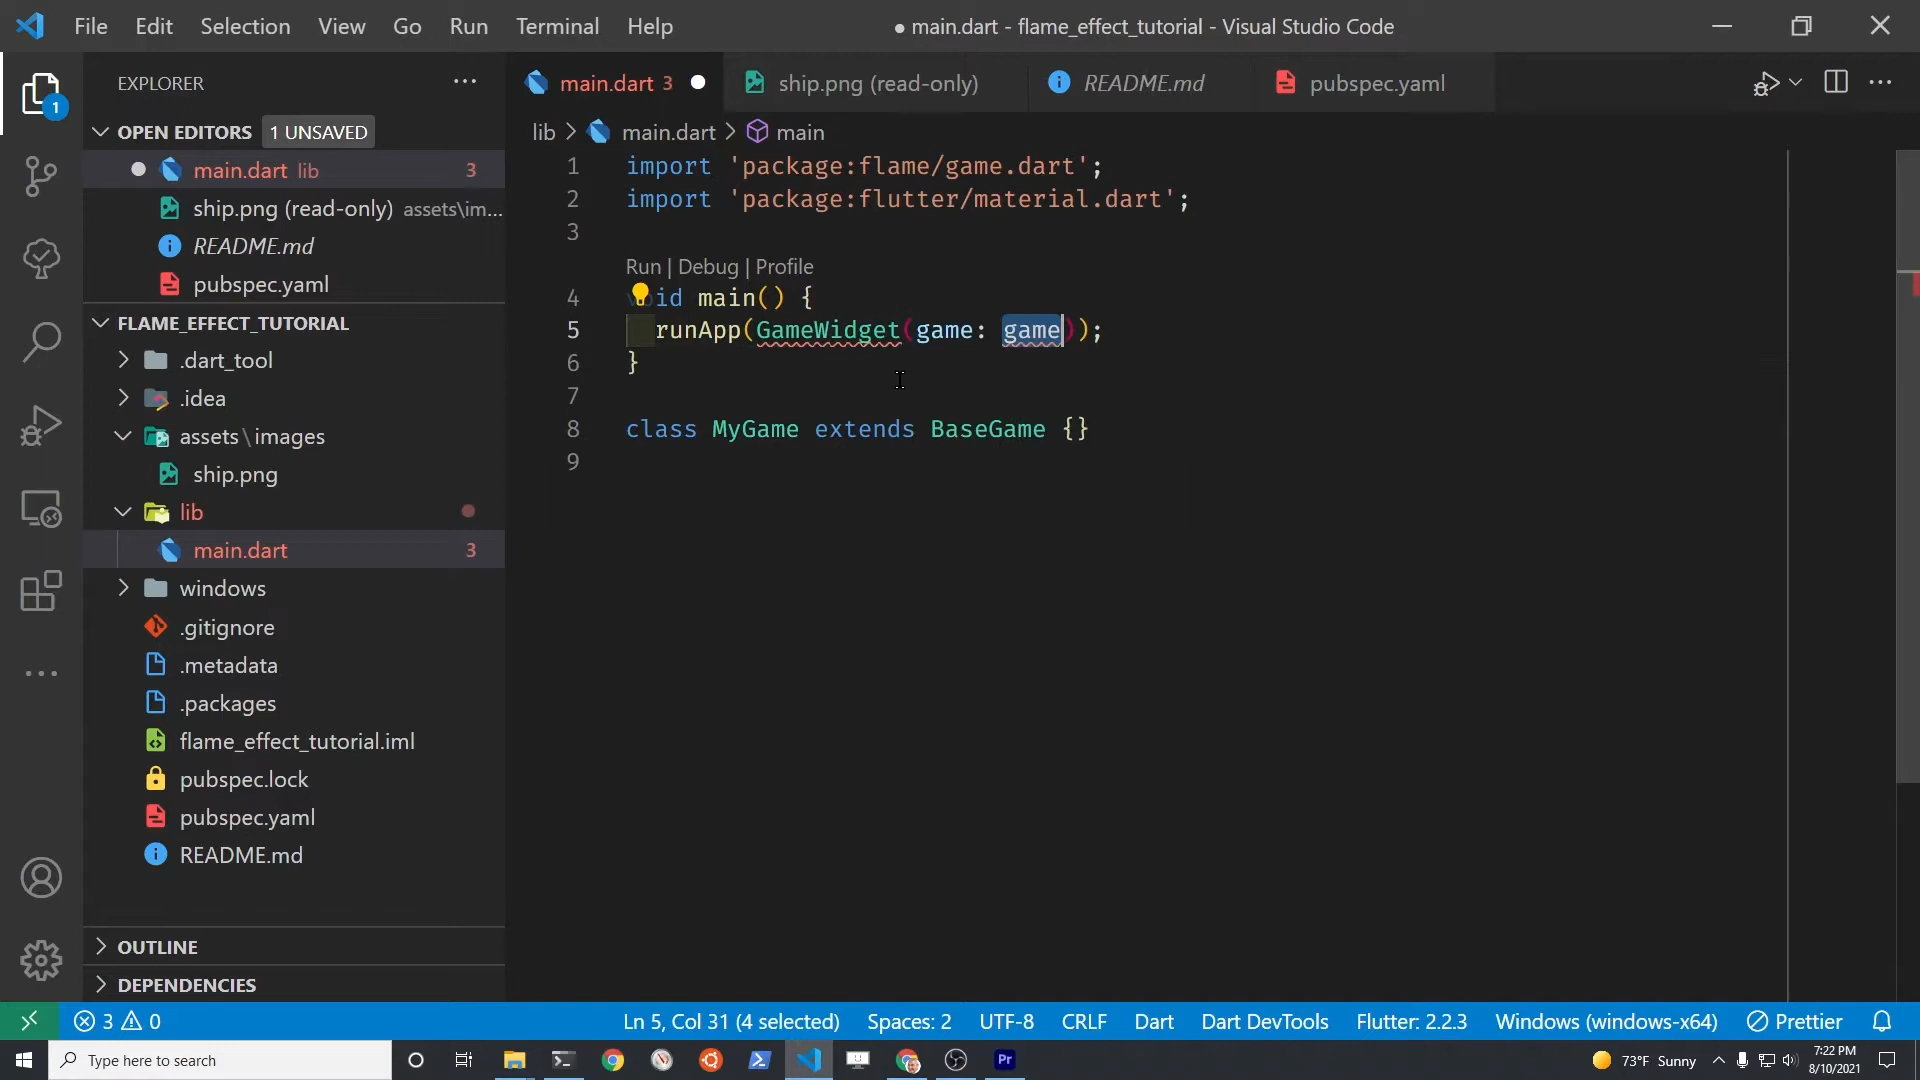 File Edit Selection View Go Run Terminal Help
● main.dart - flame_effect_tutorial - Visual Studio Code
EXPLORER ...
main.dart 3 ship.png (read-only) README.md pubspec.yaml
1
OPEN EDITORS 1 UNSAVED
main.dart lib 3
ship.png (read-only) assets\im...
README.md
pubspec.yaml
FLAME_EFFECT_TUTORIAL
.dart_tool
.idea
assets\images
ship.png
lib
main.dart 3
windows
.gitignore
.metadata
.packages
flame_effect_tutorial.iml
pubspec.lock
pubspec.yaml
README.md
OUTLINE
DEPENDENCIES
lib > main.dart > main
1 import 'package:flame/game.dart';
2 import 'package:flutter/material.dart';
3
Run | Debug | Profile
4 void main() {
5 runApp(GameWidget(game: game));
6 }
7
8 class MyGame extends BaseGame {}
9
3 0 Ln 5, Col 31 (4 selected) Spaces: 2 UTF-8 CRLF Dart Dart DevTools Flutter: 2.2.3 Windows (windows-x64) Prettier
Type here to search Pr 73°F Sunny 7:22 PM
8/10/2021